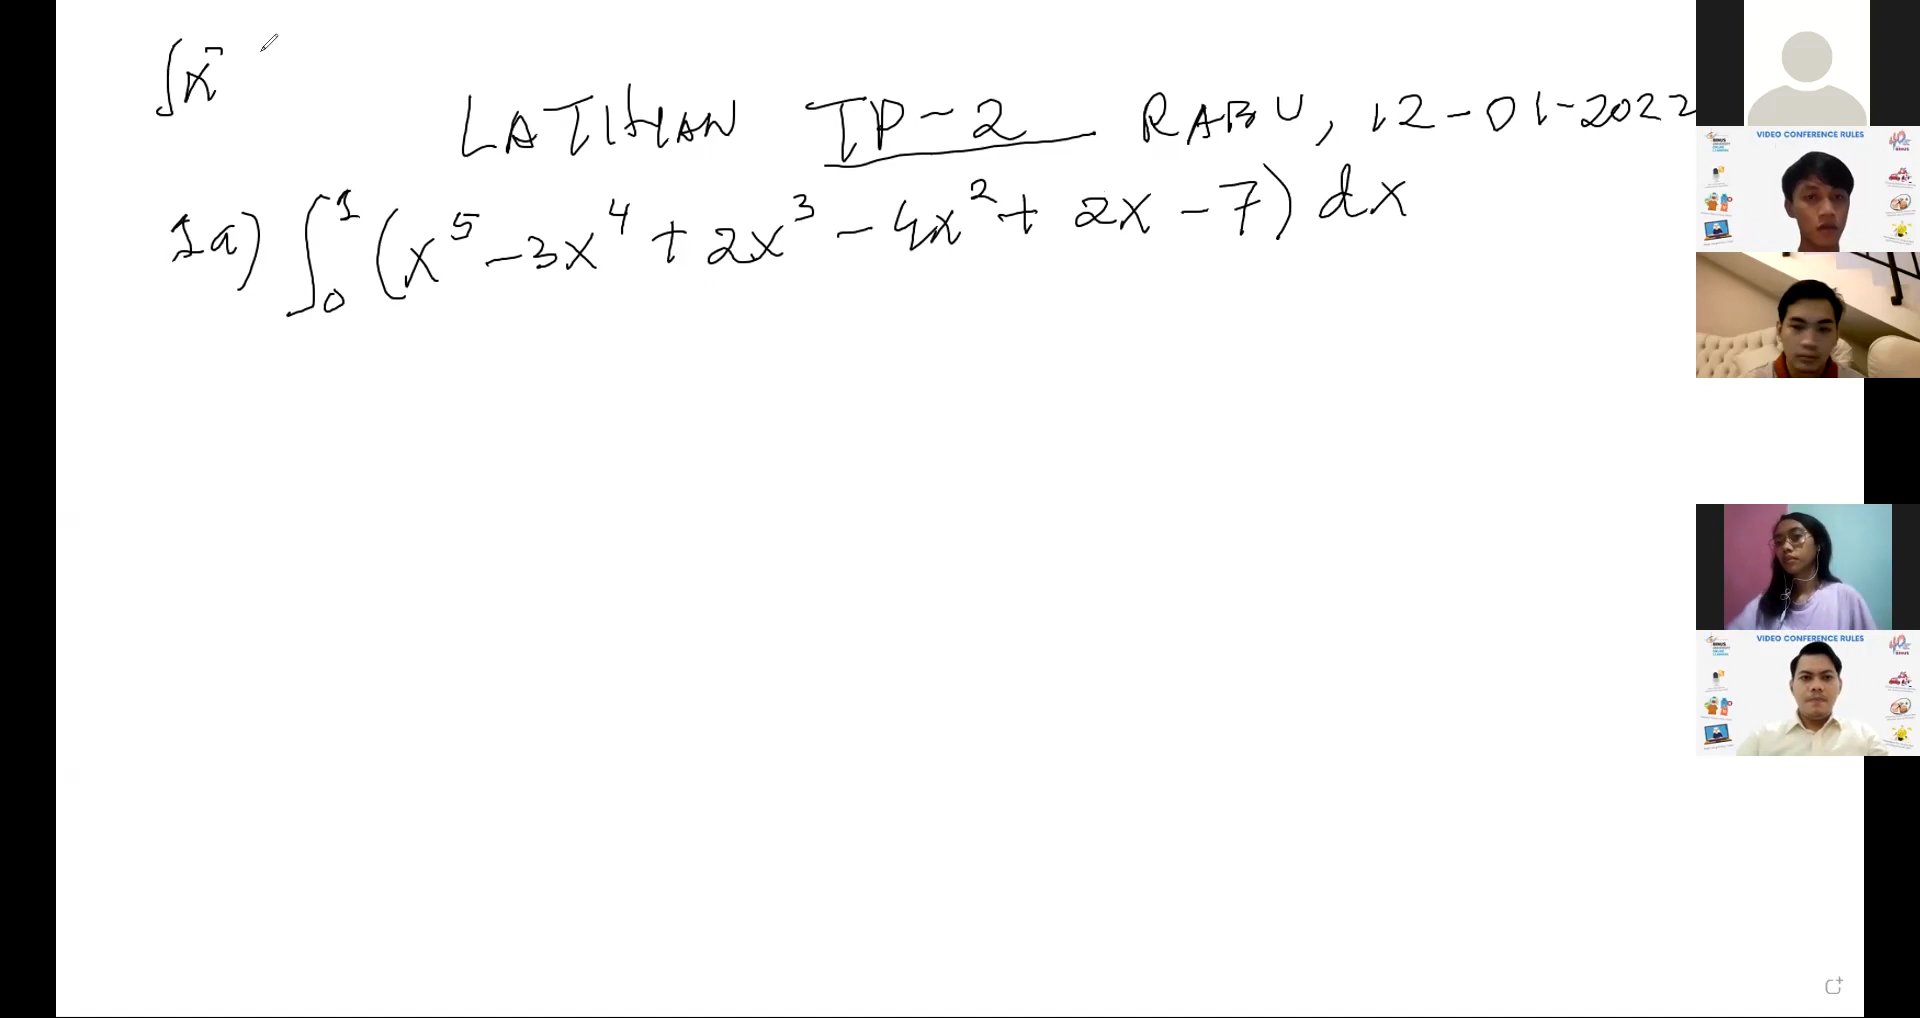 ∫xⁿ
LATIHAN TP-2 RABU, 12-01-2022
1a) ∫₀¹ (x⁵ - 3x⁴ + 2x³ - 4x² + 2x - 7) dx
VIDEO CONFERENCE RULES
VIDEO CONFERENCE RULES